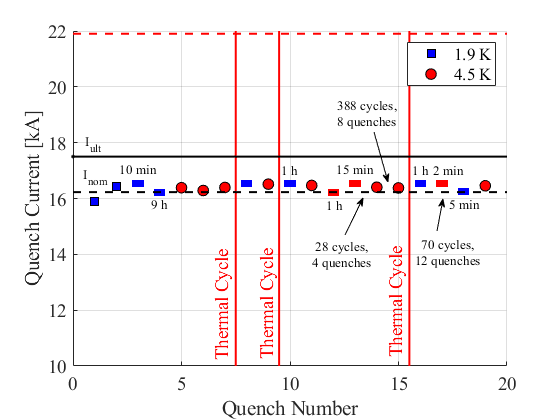 22
20
18
16
14
12
10
0
5
10
15
20
Quench Current [kA]
Quench Number
1.9 K
4.5 K
388 cycles,
8 quenches
I_ult
I_nom
10 min
9 h
1 h
1 h
15 min
1 h
2 min
5 min
28 cycles,
4 quenches
70 cycles,
12 quenches
Thermal Cycle
Thermal Cycle
Thermal Cycle